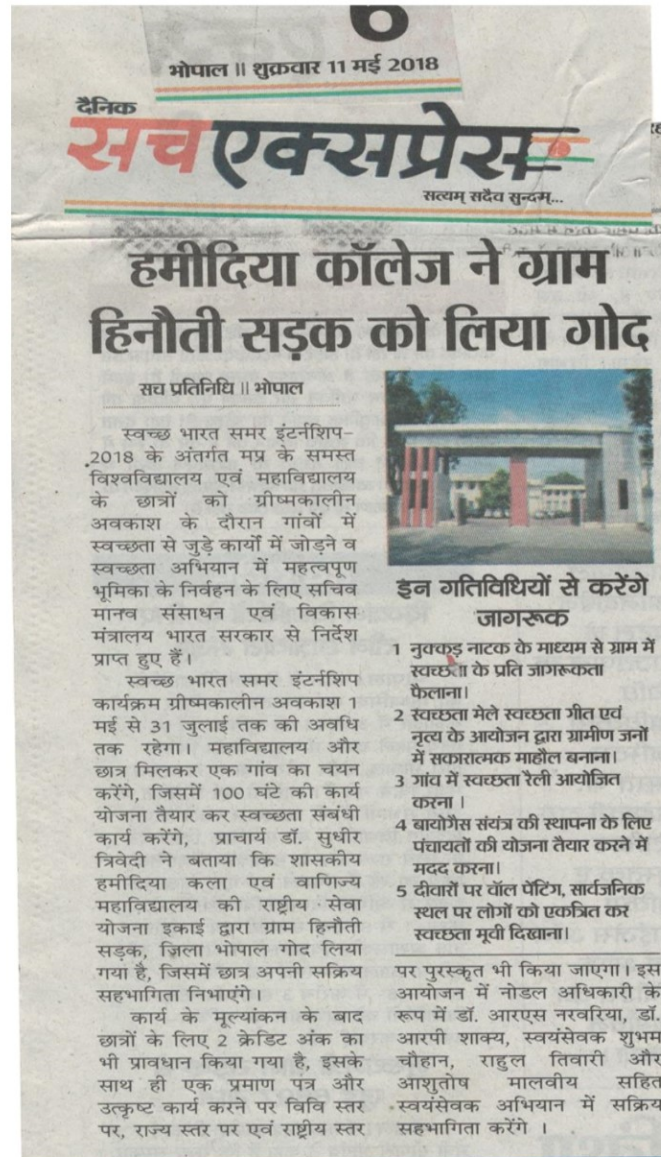 6
भोपाल || शुक्रवार 11 मई 2018
दैनिक
सच एक्सप्रेस
सत्यम् सदैव सुन्दम्...
हमीदिया कॉलेज ने ग्राम
हिनौती सड़क को लिया गोद
सच प्रतिनिधि || भोपाल
स्वच्छ भारत समर इंटर्नशिप-
2018 के अंतर्गत मप्र के समस्त
विश्वविद्यालय एवं महाविद्यालय
के छात्रों को ग्रीष्मकालीन
अवकाश के दौरान गांवों में
स्वच्छता से जुड़े कार्यों में जोड़ने व
स्वच्छता अभियान में महत्वपूण
भूमिका के निर्वहन के लिए सचिव
मानव संसाधन एवं विकास
मंत्रालय भारत सरकार से निर्देश
प्राप्त हुए हैं।
स्वच्छ भारत समर इंटर्नशिप
कार्यक्रम ग्रीष्मकालीन अवकाश 1
मई से 31 जुलाई तक की अवधि
तक रहेगा। महाविद्यालय और
छात्र मिलकर एक गांव का चयन
करेंगे, जिसमें 100 घंटे की कार्य
योजना तैयार कर स्वच्छता संबंधी
कार्य करेंगे, प्राचार्य डॉ. सुधीर
त्रिवेदी ने बताया कि शासकीय
हमीदिया कला एवं वाणिज्य
महाविद्यालय की राष्ट्रीय सेवा
योजना इकाई द्वारा ग्राम हिनौती
सड़क, ज़िला भोपाल गोद लिया
गया है, जिसमें छात्र अपनी सक्रिय
सहभागिता निभाएंगे।
कार्य के मूल्यांकन के बाद
छात्रों के लिए 2 क्रेडिट अंक का
भी प्रावधान किया गया है, इसके
साथ ही एक प्रमाण पत्र और
उत्कृष्ट कार्य करने पर विवि स्तर
पर, राज्य स्तर पर एवं राष्ट्रीय स्तर
इन गतिविधियों से करेंगे
जागरूक
1 नुक्कड़ नाटक के माध्यम से ग्राम में
स्वच्छता के प्रति जागरूकता
फैलाना।
2 स्वच्छता मेले स्वच्छता गीत एवं
नृत्य के आयोजन द्वारा ग्रामीण जनों
में सकारात्मक माहौल बनाना।
3 गांव में स्वच्छता रैली आयोजित
करना ।
4 बायोगैस संयंत्र की स्थापना के लिए
पंचायतों की योजना तैयार करने में
मदद करना।
5 दीवारों पर वॉल पेंटिंग, सार्वजनिक
स्थल पर लोगों को एकत्रित कर
स्वच्छता मूवी दिखाना।
पर पुरस्कृत भी किया जाएगा। इस
आयोजन में नोडल अधिकारी के
रूप में डॉ. आरएस नरवरिया, डॉ.
आरपी शाक्य, स्वयंसेवक शुभम
चौहान, राहुल तिवारी और
आशुतोष मालवीय सहित
स्वयंसेवक अभियान में सक्रिय
सहभागिता करेंगे ।